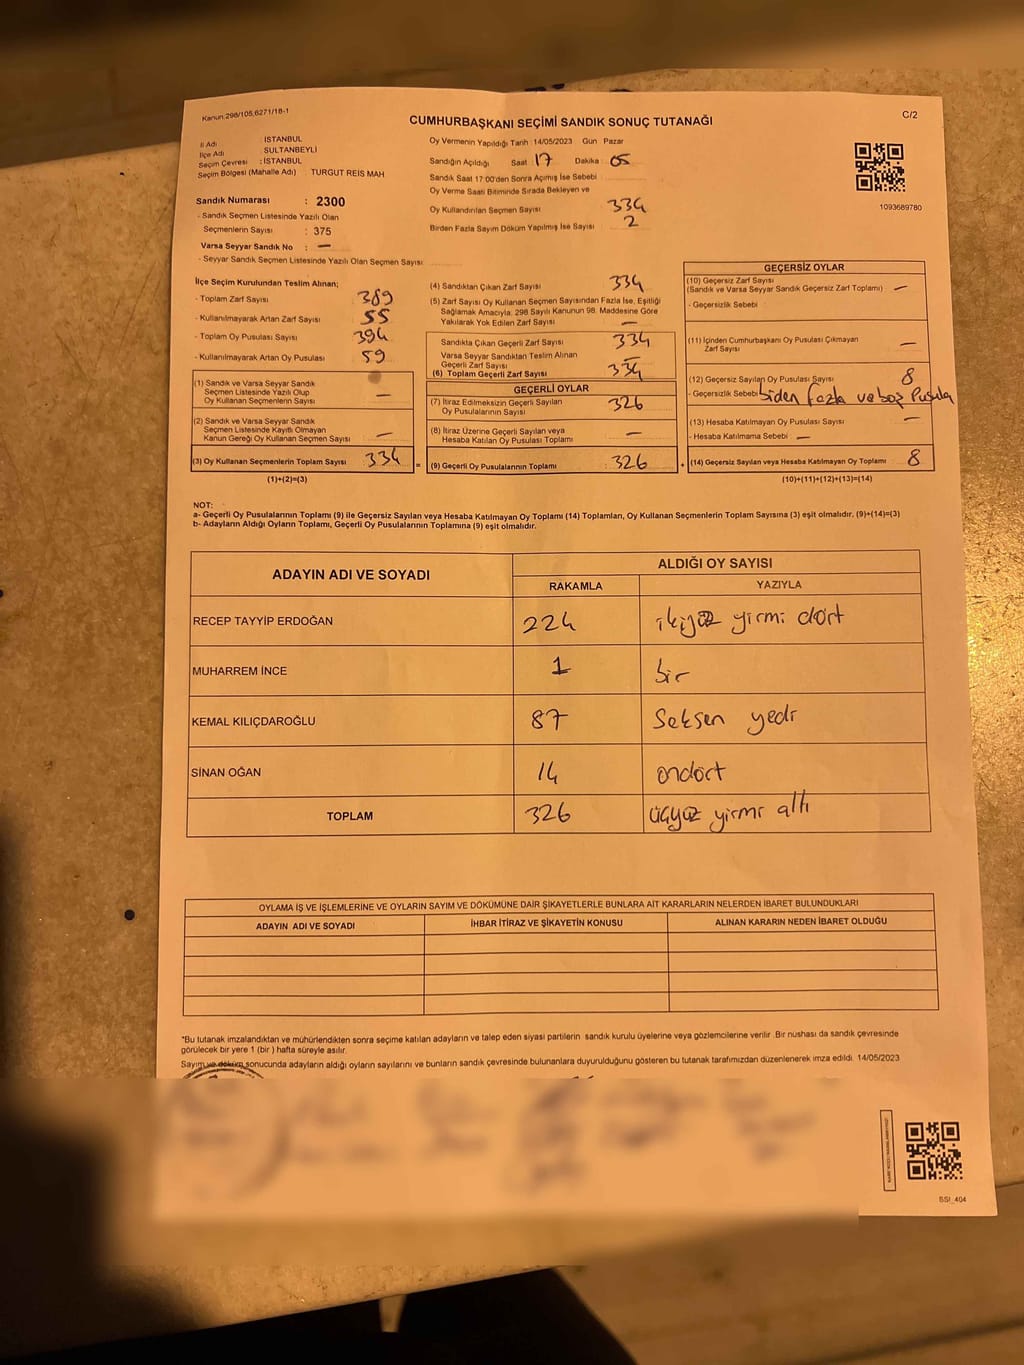 Kanun:298/105,6271/18-1
CUMHURBAŞKANI SEÇİMİ SANDIK SONUÇ TUTANAĞI
C/2
İl Adı : İSTANBUL
İlçe Adı : SULTANBEYLİ
Seçim Çevresi : İSTANBUL
Seçim Bölgesi (Mahalle Adı) TURGUT REIS MAH
Oy Vermenin Yapıldığı Tarih 14/05/2023 Gün Pazar
Sandığın Açıldığı Saat 17 Dakika 05
Sandık Saat 17:00'den Sonra Açılmış İse Sebebi
Oy Verme Saati Bitiminde Sırada Bekleyen ve
Oy Kullandırılan Seçmen Sayısı 334
Birden Fazla Sayım Döküm Yapılmış İse Sayısı 2
1093689780
Sandık Numarası : 2300
- Sandık Seçmen Listesinde Yazılı Olan
Seçmenlerin Sayısı : 375
Varsa Seyyar Sandık No : —
- Seyyar Sandık Seçmen Listesinde Yazılı Olan Seçmen Sayısı:
İlçe Seçim Kurulundan Teslim Alınan;
- Toplam Zarf Sayısı 389
- Kullanılmayarak Artan Zarf Sayısı 55
- Toplam Oy Pusulası Sayısı 394
- Kullanılmayarak Artan Oy Pusulası 59
(1) Sandık ve Varsa Seyyar Sandık
Seçmen Listesinde Yazılı Olup
Oy Kullanan Seçmenlerin Sayısı —
(2) Sandık ve Varsa Seyyar Sandık
Seçmen Listesinde Kayıtlı Olmayan
Kanun Gereği Oy Kullanan Seçmen Sayısı —
(3) Oy Kullanan Seçmenlerin Toplam Sayısı 334 =
(1)+(2)=(3)
(4) Sandıktan Çıkan Zarf Sayısı 334
(5) Zarf Sayısı Oy Kullanan Seçmen Sayısından Fazla İse, Eşitliği
Sağlamak Amacıyla; 298 Sayılı Kanunun 98. Maddesine Göre
Yakılarak Yok Edilen Zarf Sayısı —
Sandıkta Çıkan Geçerli Zarf Sayısı 334
Varsa Seyyar Sandıktan Teslim Alınan
Geçerli Zarf Sayısı —
(6) Toplam Geçerli Zarf Sayısı 334
GEÇERLİ OYLAR
(7) İtiraz Edilmeksizin Geçerli Sayılan
Oy Pusulalarının Sayısı 326
(8) İtiraz Üzerine Geçerli Sayılan veya
Hesaba Katılan Oy Pusulası Toplamı —
(9) Geçerli Oy Pusulalarının Toplamı : 326 +
GEÇERSİZ OYLAR
(10) Geçersiz Zarf Sayısı
(Sandık ve Varsa Seyyar Sandık Geçersiz Zarf Toplamı) —
- Geçersizlik Sebebi :
(11) İçinden Cumhurbaşkanı Oy Pusulası Çıkmayan
Zarf Sayısı —
(12) Geçersiz Sayılan Oy Pusulası Sayısı 8
- Geçersizlik Sebebi biden fazla ve boş Pusula
(13) Hesaba Katılmayan Oy Pusulası Sayısı —
- Hesaba Katılmama Sebebi —
(14) Geçersiz Sayılan veya Hesaba Katılmayan Oy Toplamı 8
(10)+(11)+(12)+(13)=(14)
NOT:
a- Geçerli Oy Pusulalarının Toplamı (9) ile Geçersiz Sayılan veya Hesaba Katılmayan Oy Toplamı (14) Toplamları, Oy Kullanan Seçmenlerin Toplam Sayısına (3) eşit olmalıdır. (9)+(14)=(3)
b- Adayların Aldığı Oyların Toplamı, Geçerli Oy Pusulalarının Toplamına (9) eşit olmalıdır.
ADAYIN ADI VE SOYADI
ALDIĞI OY SAYISI
RAKAMLA YAZIYLA
RECEP TAYYİP ERDOĞAN 224 ikiyüz yirmi dört
MUHARREM İNCE 1 bir
KEMAL KILIÇDAROĞLU 87 Seksen yedi
SİNAN OĞAN 14 ondört
TOPLAM 326 üçyüz yirmi altı
OYLAMA İŞ VE İŞLEMLERİNE VE OYLARIN SAYIM VE DÖKÜMÜNE DAİR ŞİKAYETLERLE BUNLARA AİT KARARLARIN NELERDEN İBARET BULUNDUKLARI
ADAYIN ADI VE SOYADI İHBAR İTİRAZ VE ŞİKAYETİN KONUSU ALINAN KARARIN NEDEN İBARET OLDUĞU
*Bu tutanak imzalandıktan ve mühürlendikten sonra seçime katılan adayların ve talep eden siyasi partilerin sandık kurulu üyelerine veya gözlemcilerine verilir .Bir nüshası da sandık çevresinde
görülecek bir yere 1 (bir ) hafta süreyle asılır.
Sayım ve döküm sonucunda adayların aldığı oyların sayılarını ve bunların sandık çevresinde bulunanlara duyurulduğunu gösteren bu tutanak tarafımızdan düzenlenerek imza edildi. 14/05/2023
SSI_404